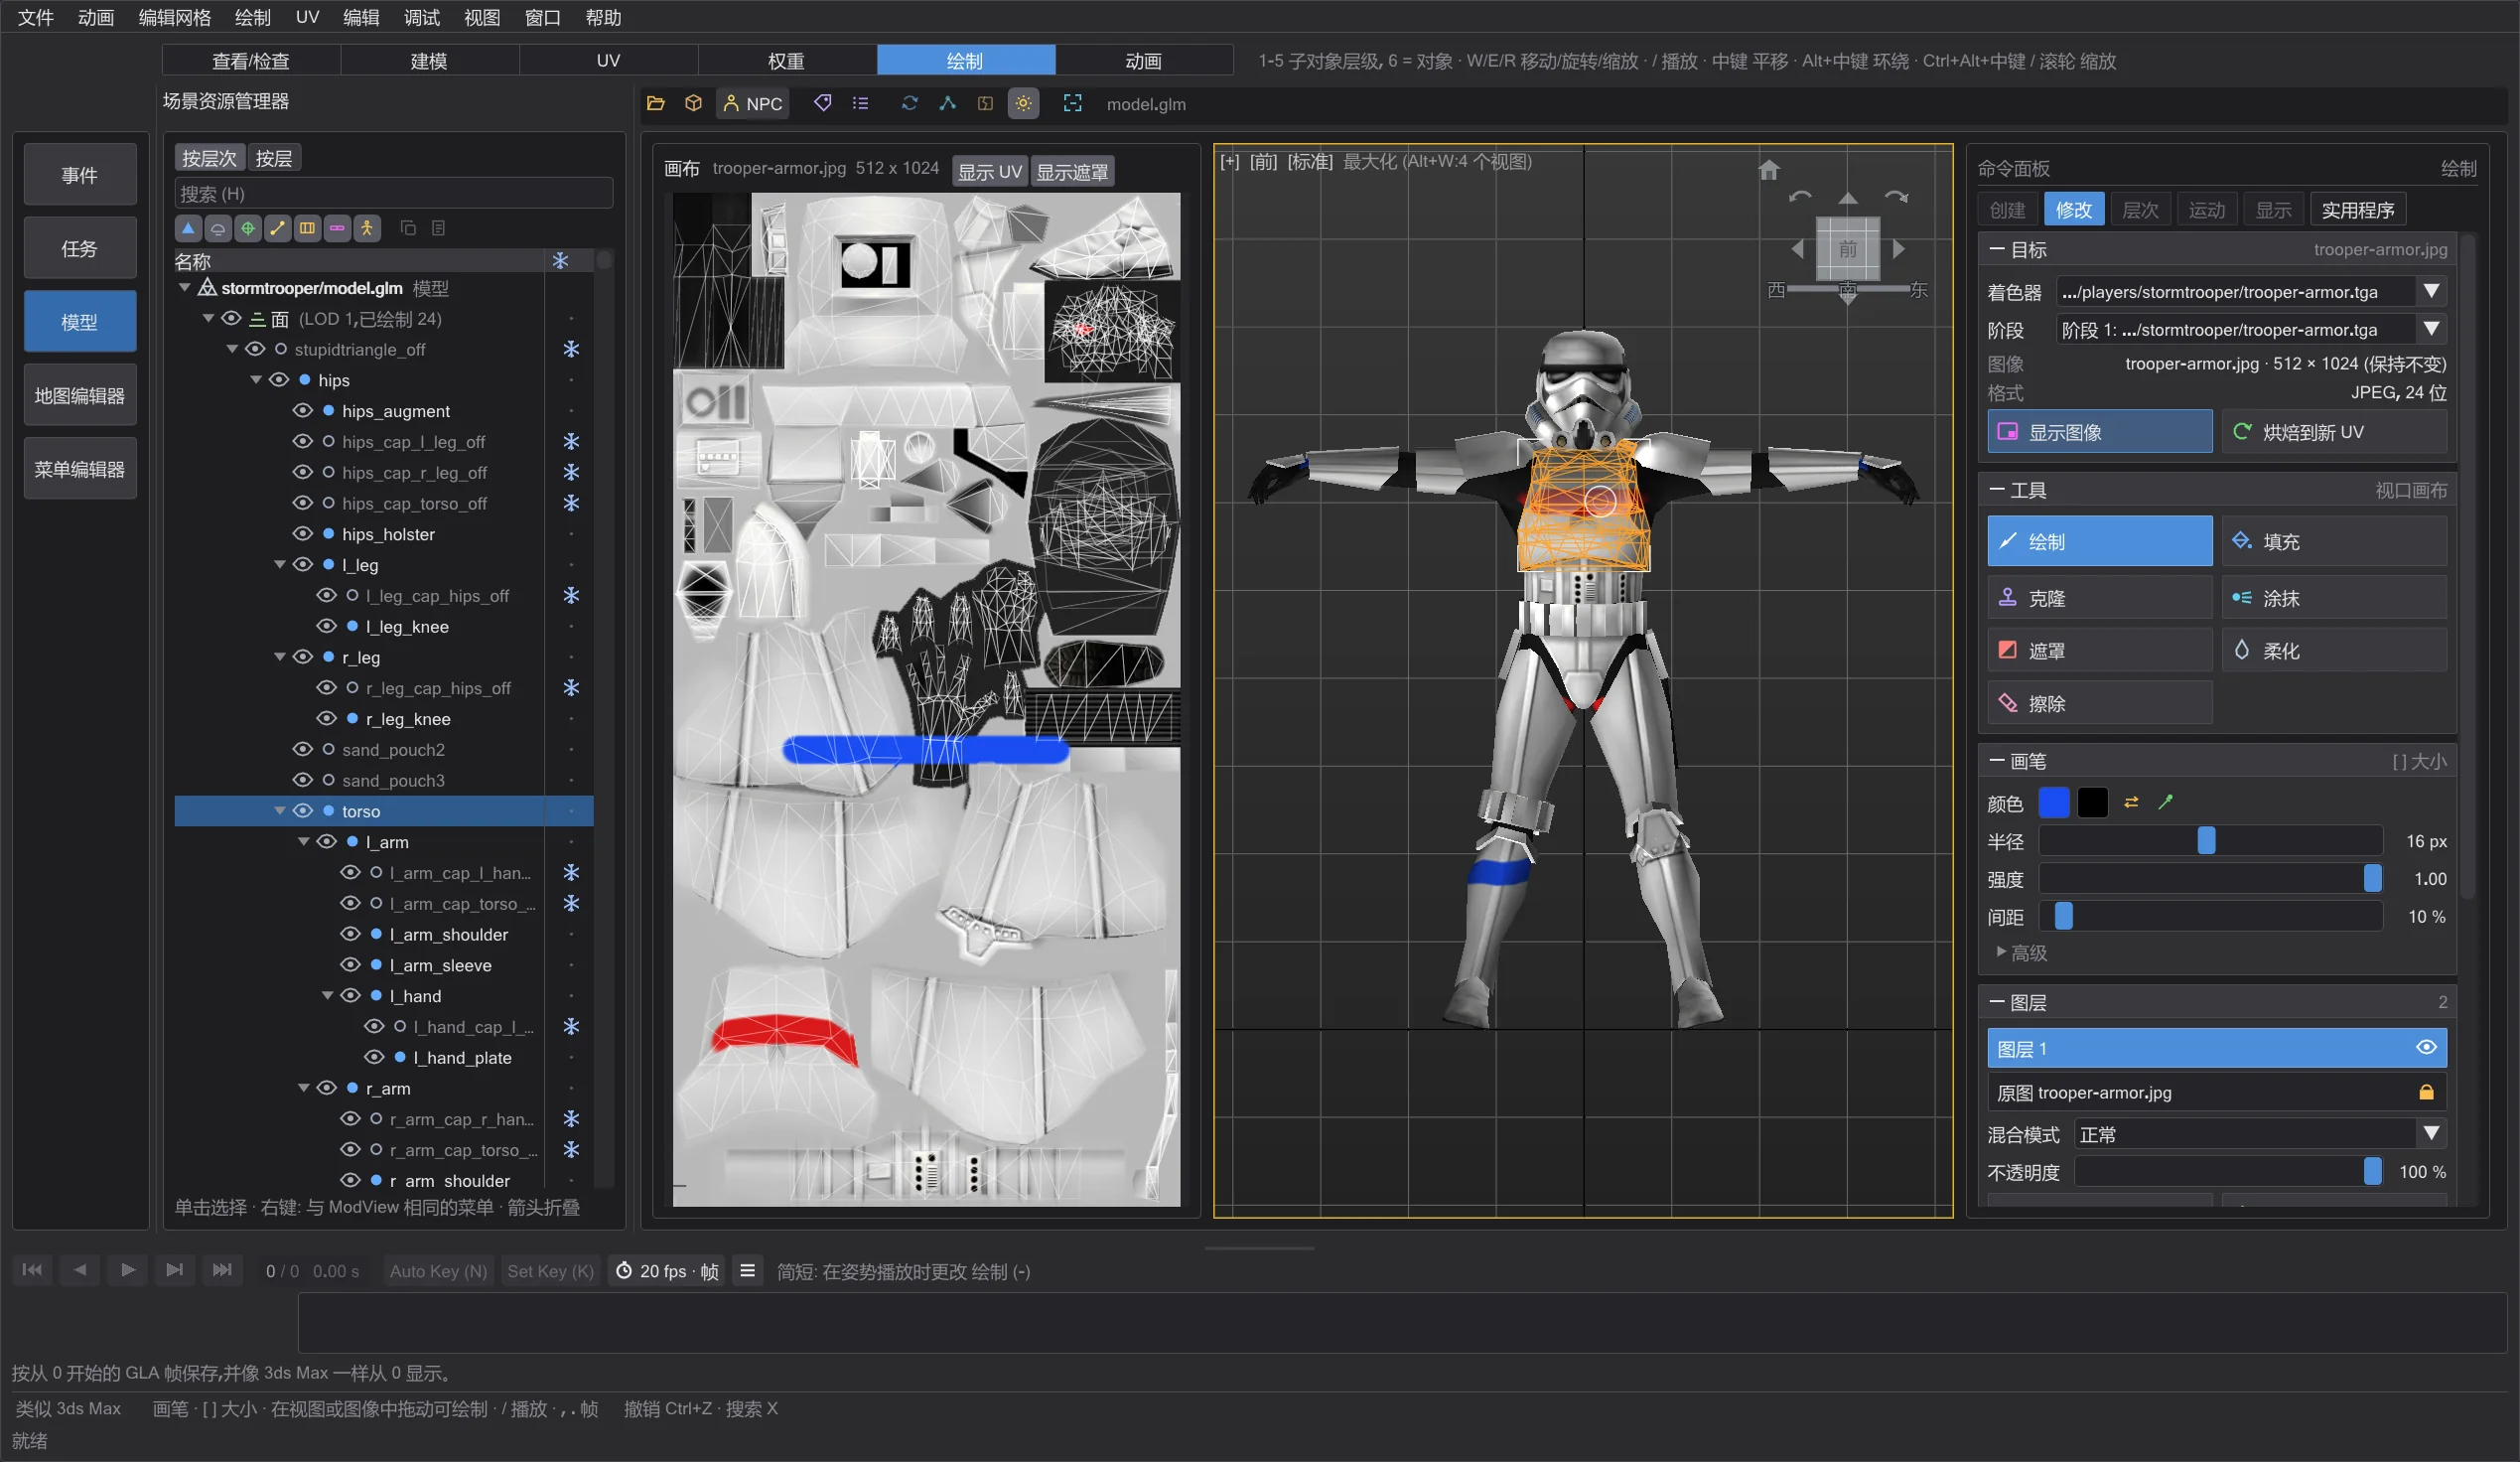 文件 动画 编辑网格 绘制 UV 编辑 调试 视图 窗口 帮助
查看/检查 建模 UV 权重 绘制 动画 1-5 子对象层级, 6 = 对象 · W/E/R 移动/旋转/缩放 · / 播放 · 中键 平移 · Alt+中键 环绕 · Ctrl+Alt+中键 / 滚轮 缩放
场景资源管理器
NPC model.glm
事件
任务
模型
地图编辑器
菜单编辑器
按层次 按层
搜索 (H)
名称
stormtrooper/model.glm 模型
面 (LOD 1,已绘制 24)
stupidtriangle_off
hips
hips_augment
hips_cap_l_leg_off
hips_cap_r_leg_off
hips_cap_torso_off
hips_holster
l_leg
l_leg_cap_hips_off
l_leg_knee
r_leg
r_leg_cap_hips_off
r_leg_knee
sand_pouch2
sand_pouch3
torso
l_arm
l_arm_cap_l_han...
l_arm_cap_torso_...
l_arm_shoulder
l_arm_sleeve
l_hand
l_hand_cap_l_...
l_hand_plate
r_arm
r_arm_cap_r_han...
r_arm_cap_torso_...
r_arm_shoulder
单击选择 · 右键: 与 ModView 相同的菜单 · 箭头折叠
画布 trooper-armor.jpg 512 x 1024 显示 UV 显示遮罩
[+] [前] [标准] 最大化 (Alt+W:4 个视图)
前
西 南 东
命令面板 绘制
创建 修改 层次 运动 显示 实用程序
目标 trooper-armor.jpg
着色器 .../players/stormtrooper/trooper-armor.tga
阶段 阶段 1: .../stormtrooper/trooper-armor.tga
图像 trooper-armor.jpg · 512 × 1024 (保持不变)
格式 JPEG, 24 位
显示图像 烘焙到新 UV
工具 视口画布
绘制 填充
克隆 涂抹
遮罩 柔化
擦除
画笔 [ ] 大小
颜色
半径 16 px
强度 1.00
间距 10 %
高级
图层 2
图层 1
原图 trooper-armor.jpg
混合模式 正常
不透明度 100 %
0 / 0 0.00 s Auto Key (N) Set Key (K) 20 fps · 帧 简短: 在姿势播放时更改 绘制 (-)
按从 0 开始的 GLA 帧保存,并像 3ds Max 一样从 0 显示。
类似 3ds Max 画笔 · [ ] 大小 · 在视图或图像中拖动可绘制 · / 播放 · , . 帧 撤销 Ctrl+Z · 搜索 X
就绪